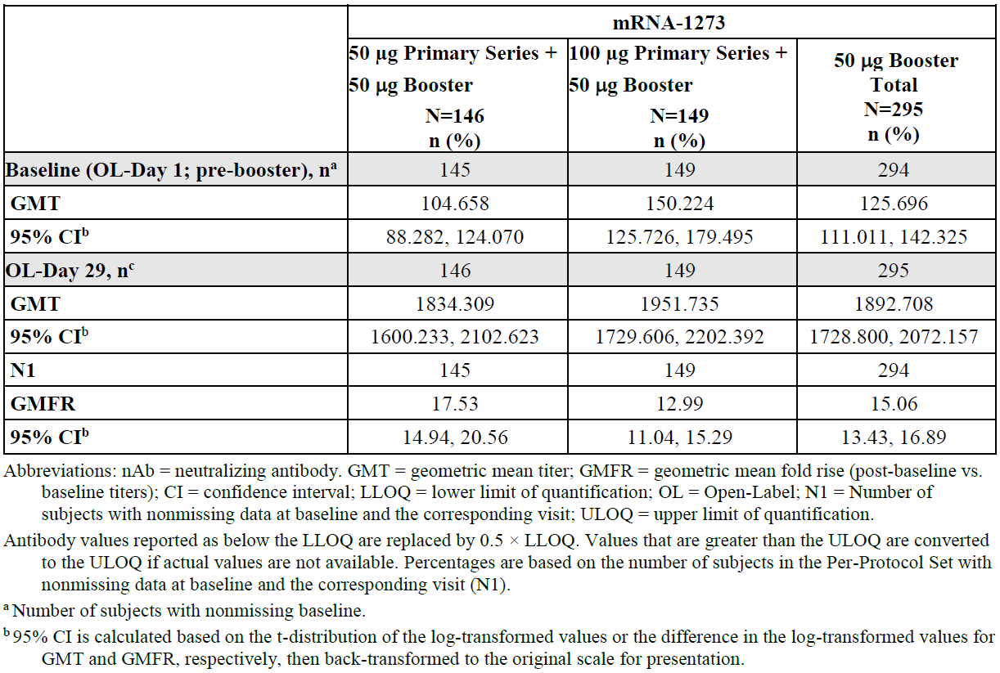 mRNA-1273
50 µg Primary Series + 50 µg Booster N=146 n (%)
100 µg Primary Series + 50 µg Booster N=149 n (%)
50 µg Booster Total N=295 n (%)
Baseline (OL-Day 1; pre-booster), nᵃ 145 149 294
GMT 104.658 150.224 125.696
95% CIᵇ 88.282, 124.070 125.726, 179.495 111.011, 142.325
OL-Day 29, nᶜ 146 149 295
GMT 1834.309 1951.735 1892.708
95% CIᵇ 1600.233, 2102.623 1729.606, 2202.392 1728.800, 2072.157
N1 145 149 294
GMFR 17.53 12.99 15.06
95% CIᵇ 14.94, 20.56 11.04, 15.29 13.43, 16.89
Abbreviations: nAb = neutralizing antibody. GMT = geometric mean titer; GMFR = geometric mean fold rise (post-baseline vs.
baseline titers); CI = confidence interval; LLOQ = lower limit of quantification; OL = Open-Label; N1 = Number of
subjects with nonmissing data at baseline and the corresponding visit; ULOQ = upper limit of quantification.
Antibody values reported as below the LLOQ are replaced by 0.5 × LLOQ. Values that are greater than the ULOQ are converted
to the ULOQ if actual values are not available. Percentages are based on the number of subjects in the Per-Protocol Set with
nonmissing data at baseline and the corresponding visit (N1).
ᵃ Number of subjects with nonmissing baseline.
ᵇ 95% CI is calculated based on the t-distribution of the log-transformed values or the difference in the log-transformed values for
GMT and GMFR, respectively, then back-transformed to the original scale for presentation.